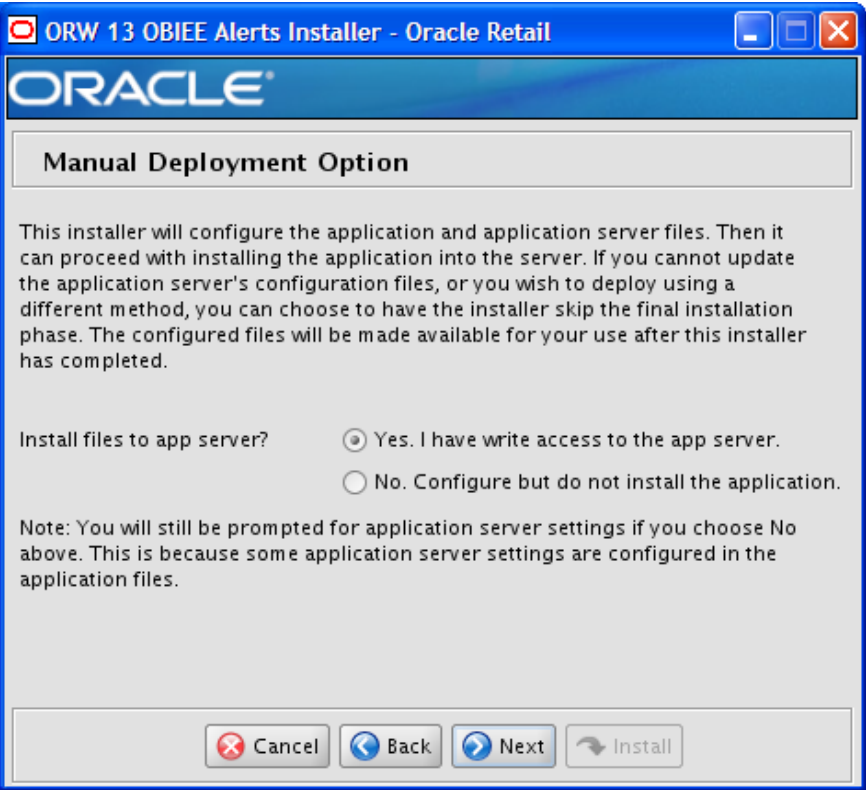 ORW 13 OBIEE Alerts Installer - Oracle Retail
ORACLE
Manual Deployment Option
This installer will configure the application and application server files. Then it
can proceed with installing the application into the server. If you cannot update
the application server's configuration files, or you wish to deploy using a
different method, you can choose to have the installer skip the final installation
phase. The configured files will be made available for your use after this installer
has completed.
Install files to app server?
Yes. I have write access to the app server.
No. Configure but do not install the application.
Note: You will still be prompted for application server settings if you choose No
above. This is because some application server settings are configured in the
application files.
Cancel Back Next Install